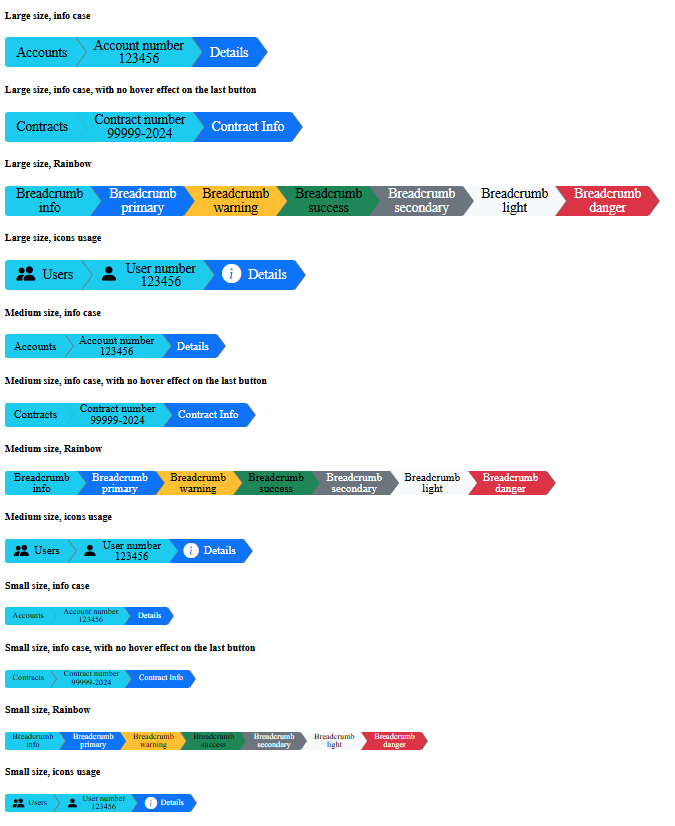 Large size, info case
Accounts
Account number
123456
Details
Large size, info case, with no hover effect on the last button
Contracts
Contract number
99999-2024
Contract Info
Large size, Rainbow
Breadcrumb
info
Breadcrumb
primary
Breadcrumb
warning
Breadcrumb
success
Breadcrumb
secondary
Breadcrumb
light
Breadcrumb
danger
Large size, icons usage
Users
User number
123456
i
Details
Medium size, info case
Accounts
Account number
123456
Details
Medium size, info case, with no hover effect on the last button
Contracts
Contract number
99999-2024
Contract Info
Medium size, Rainbow
Breadcrumb
info
Breadcrumb
primary
Breadcrumb
warning
Breadcrumb
success
Breadcrumb
secondary
Breadcrumb
light
Breadcrumb
danger
Medium size, icons usage
Users
User number
123456
i
Details
Small size, info case
Accounts
Account number
123456
Details
Small size, info case, with no hover effect on the last button
Contracts
Contract number
99999-2024
Contract Info
Small size, Rainbow
Breadcrumb
info
Breadcrumb
primary
Breadcrumb
warning
Breadcrumb
success
Breadcrumb
secondary
Breadcrumb
light
Breadcrumb
danger
Small size, icons usage
Users
User number
123456
i
Details